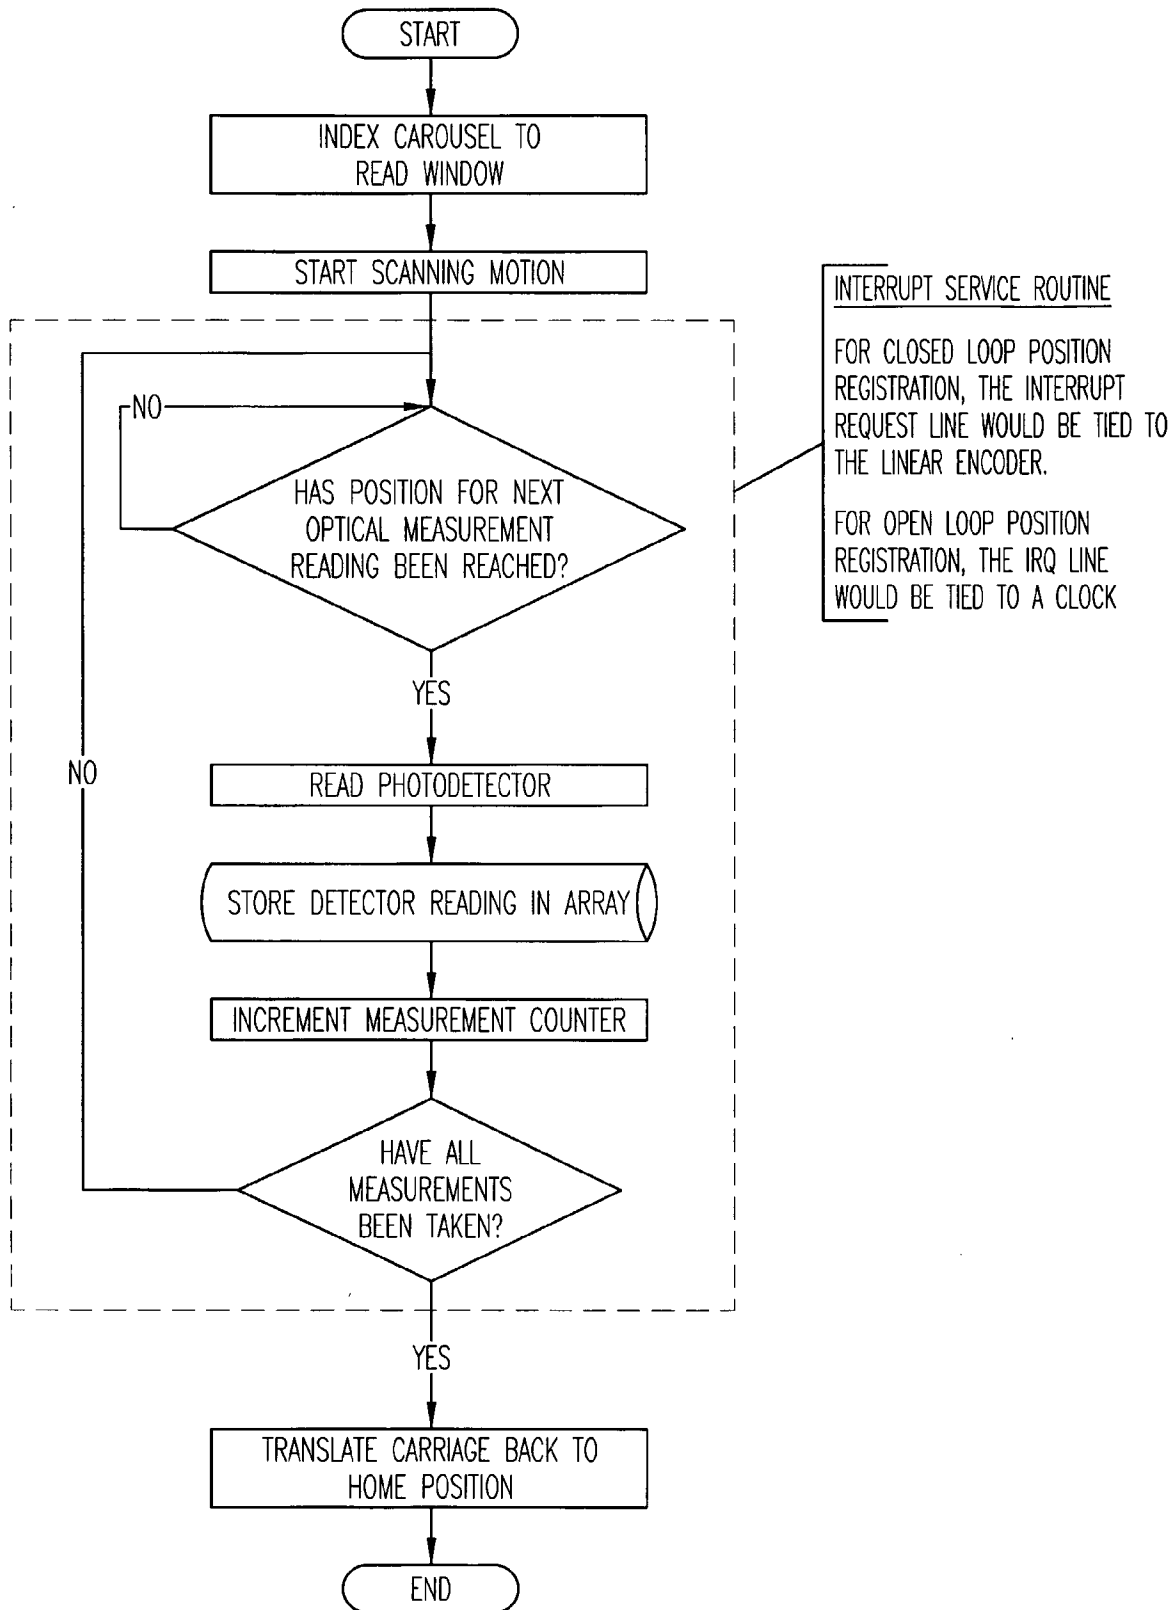 START
INDEX CAROUSEL TO
READ WINDOW
START SCANNING MOTION
INTERRUPT SERVICE ROUTINE
FOR CLOSED LOOP POSITION
REGISTRATION, THE INTERRUPT
REQUEST LINE WOULD BE TIED TO
THE LINEAR ENCODER.
FOR OPEN LOOP POSITION
REGISTRATION, THE IRQ LINE
WOULD BE TIED TO A CLOCK
NO
HAS POSITION FOR NEXT
OPTICAL MEASUREMENT
READING BEEN REACHED?
YES
NO
READ PHOTODETECTOR
STORE DETECTOR READING IN ARRAY
INCREMENT MEASUREMENT COUNTER
HAVE ALL
MEASUREMENTS
BEEN TAKEN?
YES
TRANSLATE CARRIAGE BACK TO
HOME POSITION
END